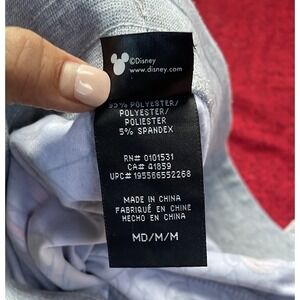 ©Disney
www.disney.com
95% POLYESTER/
POLYESTER/
POLIESTER
5% SPANDEX
RN# 0101531
CA# 41859
UPC# 195566552268
MADE IN CHINA
FABRIQUÉ EN CHINE
HECHO EN CHINA
MD/M/M